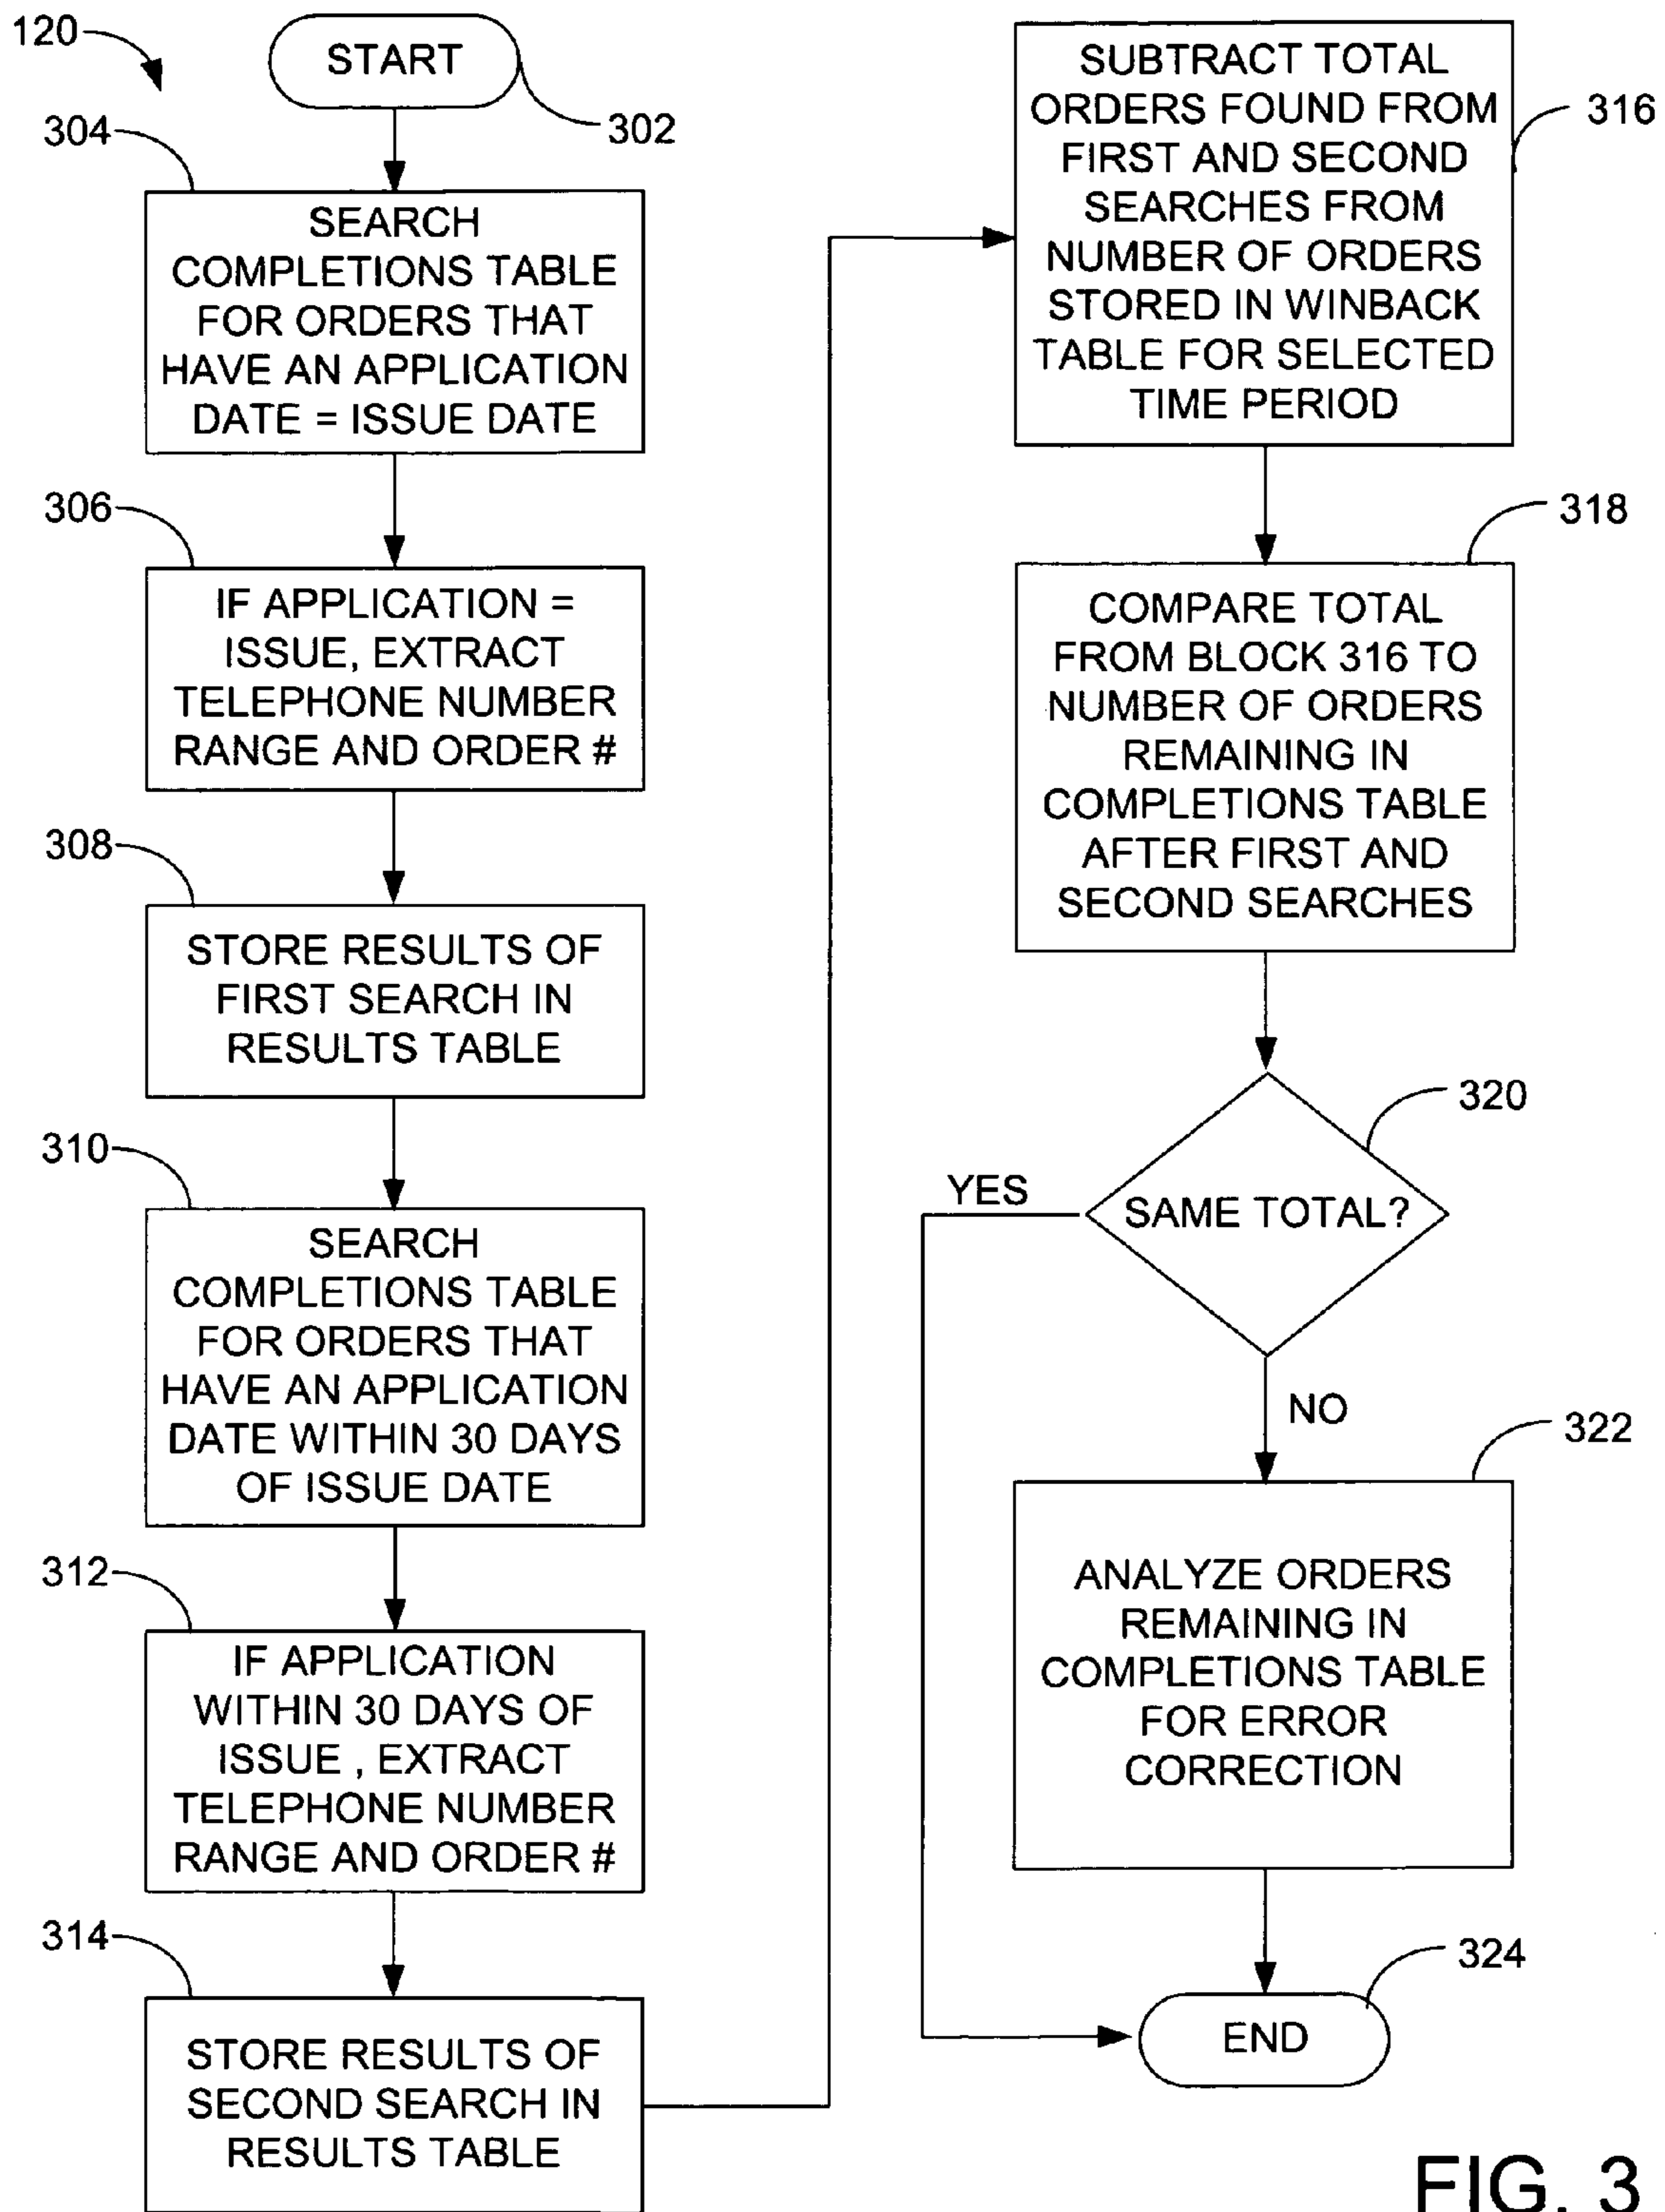 120
START
302
304
SEARCH
COMPLETIONS TABLE
FOR ORDERS THAT
HAVE AN APPLICATION
DATE = ISSUE DATE
306
IF APPLICATION =
ISSUE, EXTRACT
TELEPHONE NUMBER
RANGE AND ORDER #
308
STORE RESULTS OF
FIRST SEARCH IN
RESULTS TABLE
310
SEARCH
COMPLETIONS TABLE
FOR ORDERS THAT
HAVE AN APPLICATION
DATE WITHIN 30 DAYS
OF ISSUE DATE
312
IF APPLICATION
WITHIN 30 DAYS OF
ISSUE , EXTRACT
TELEPHONE NUMBER
RANGE AND ORDER #
314
STORE RESULTS OF
SECOND SEARCH IN
RESULTS TABLE
SUBTRACT TOTAL
ORDERS FOUND FROM
FIRST AND SECOND
SEARCHES FROM
NUMBER OF ORDERS
STORED IN WINBACK
TABLE FOR SELECTED
TIME PERIOD
316
318
COMPARE TOTAL
FROM BLOCK 316 TO
NUMBER OF ORDERS
REMAINING IN
COMPLETIONS TABLE
AFTER FIRST AND
SECOND SEARCHES
320
YES
SAME TOTAL?
NO
322
ANALYZE ORDERS
REMAINING IN
COMPLETIONS TABLE
FOR ERROR
CORRECTION
324
END
FIG. 3